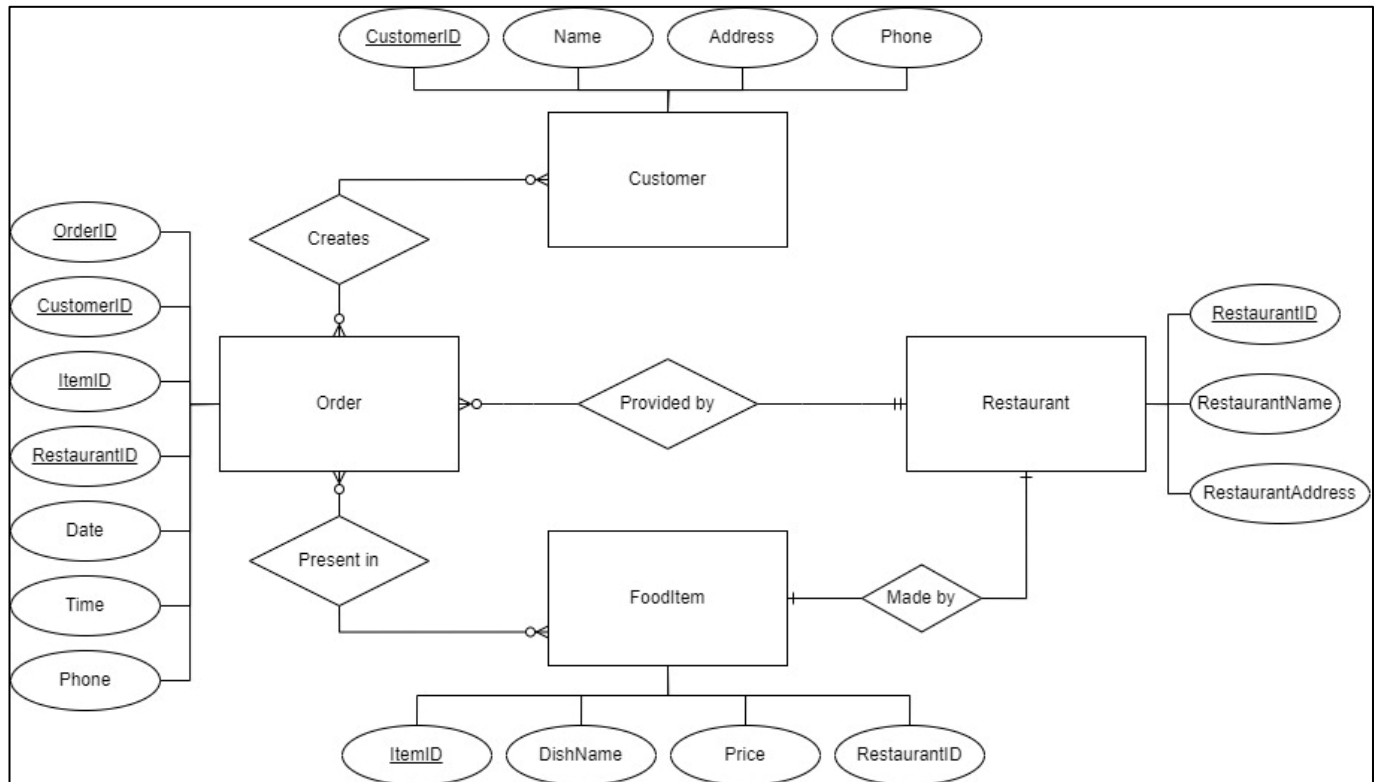 CustomerID
Name
Address
Phone
Customer
Creates
OrderID
CustomerID
ItemID
RestaurantID
Date
Time
Phone
Order
Provided by
Restaurant
RestaurantID
RestaurantName
RestaurantAddress
Present in
FoodItem
Made by
ItemID
DishName
Price
RestaurantID